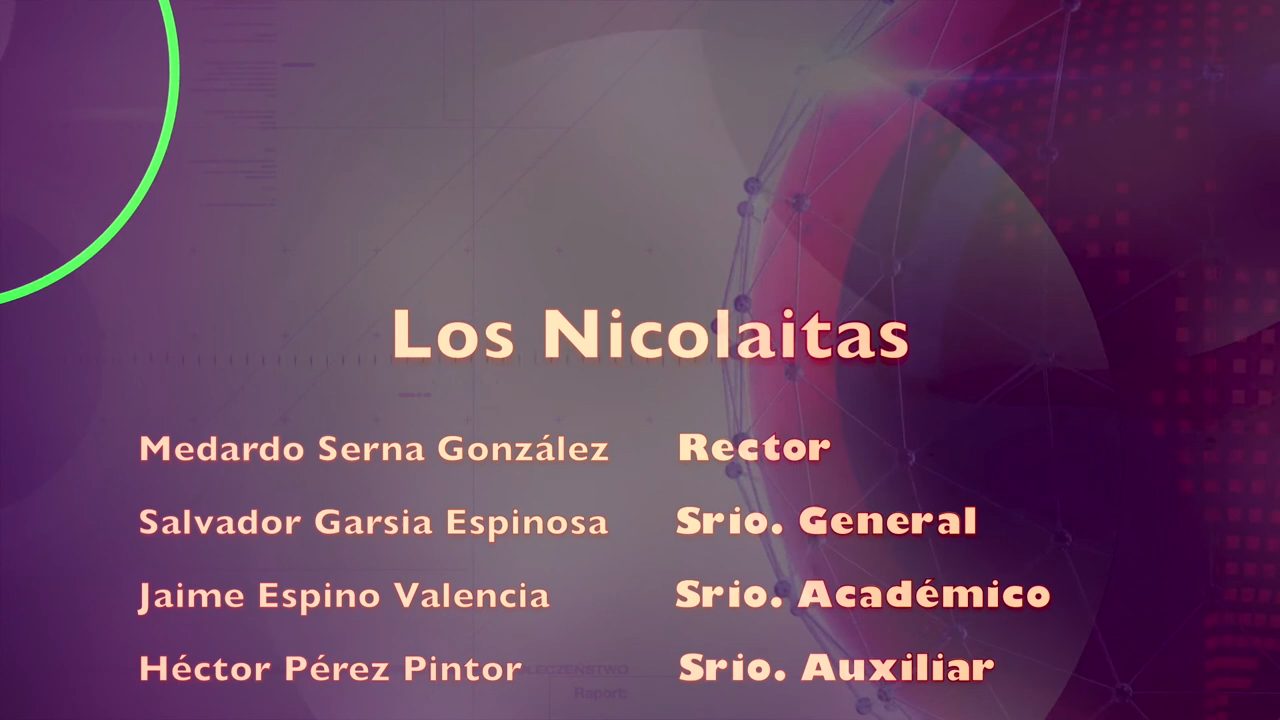 Los Nicolaitas
Medardo Serna González Rector
Salvador Garsia Espinosa Srio. General
Jaime Espino Valencia Srio. Académico
Héctor Pérez Pintor Srio. Auxiliar
Raport: